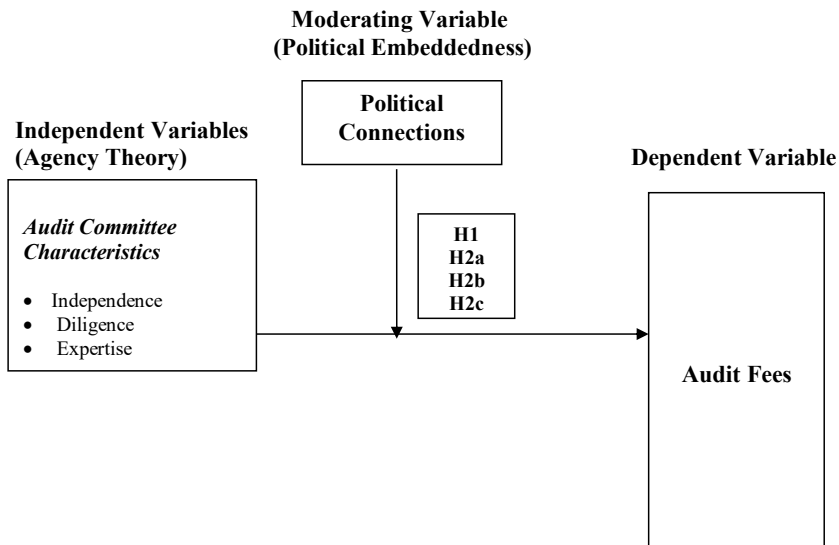 Moderating Variable
(Political Embeddedness)
Political
Connections
Independent Variables
(Agency Theory)
Dependent Variable
Audit Committee
Characteristics
• Independence
• Diligence
• Expertise
H1
H2a
H2b
H2c
Audit Fees